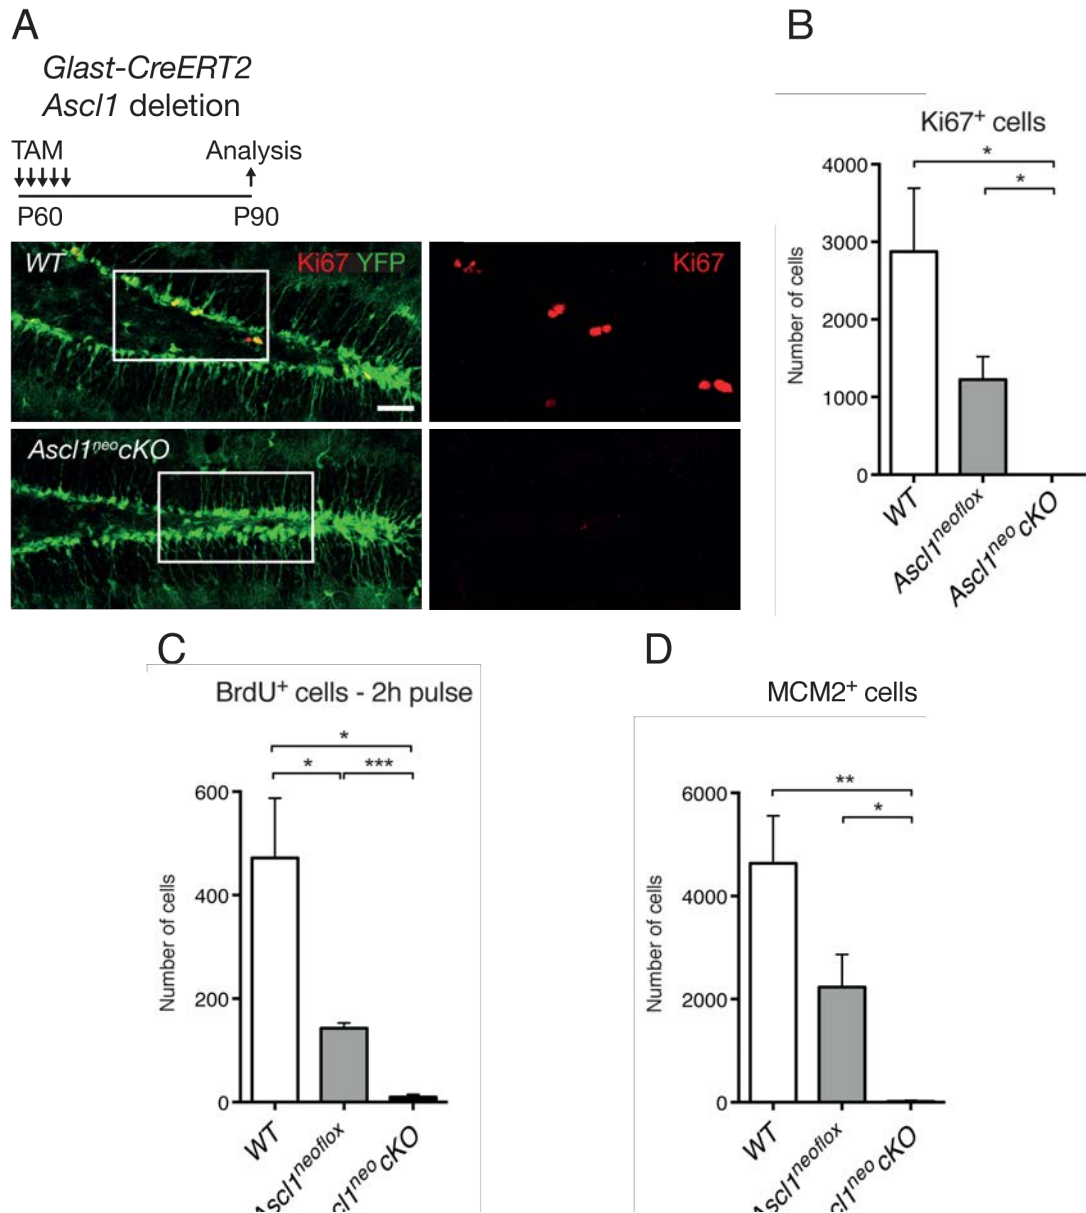 A
Glast-CreERT2
Ascl1 deletion
TAM
Analysis
P60
P90
WT
Ki67 YFP
Ki67
Ascl1neocKO
B
Ki67+ cells
*
*
4000
3000
2000
1000
0
Number of cells
WT
Ascl1neoflox
Ascl1neo cKO
C
BrdU+ cells - 2h pulse
*
*
***
600
400
200
0
Number of cells
WT
Ascl1neoflox
cl1neo cKO
D
MCM2+ cells
**
*
6000
4000
2000
0
Number of cells
WT
Ascl1neoflox
cl1neo cKO